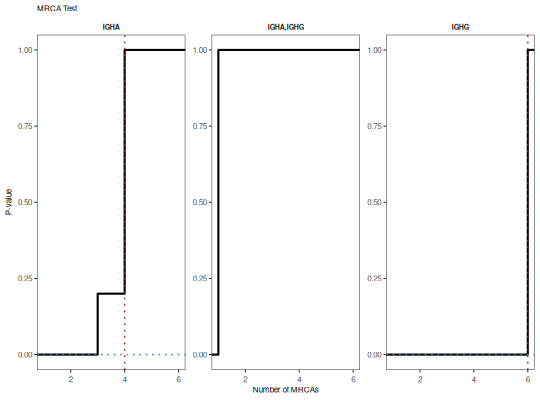 MRCA Test
IGHA IGHA,IGHG IGHG
1.00 1.00 1.00
0.75 0.75 0.75
P-value
0.50 0.50 0.50
0.25 0.25 0.25
0.00 0.00 0.00
2 4 6 2 4 6 2 4 6
Number of MRCAs